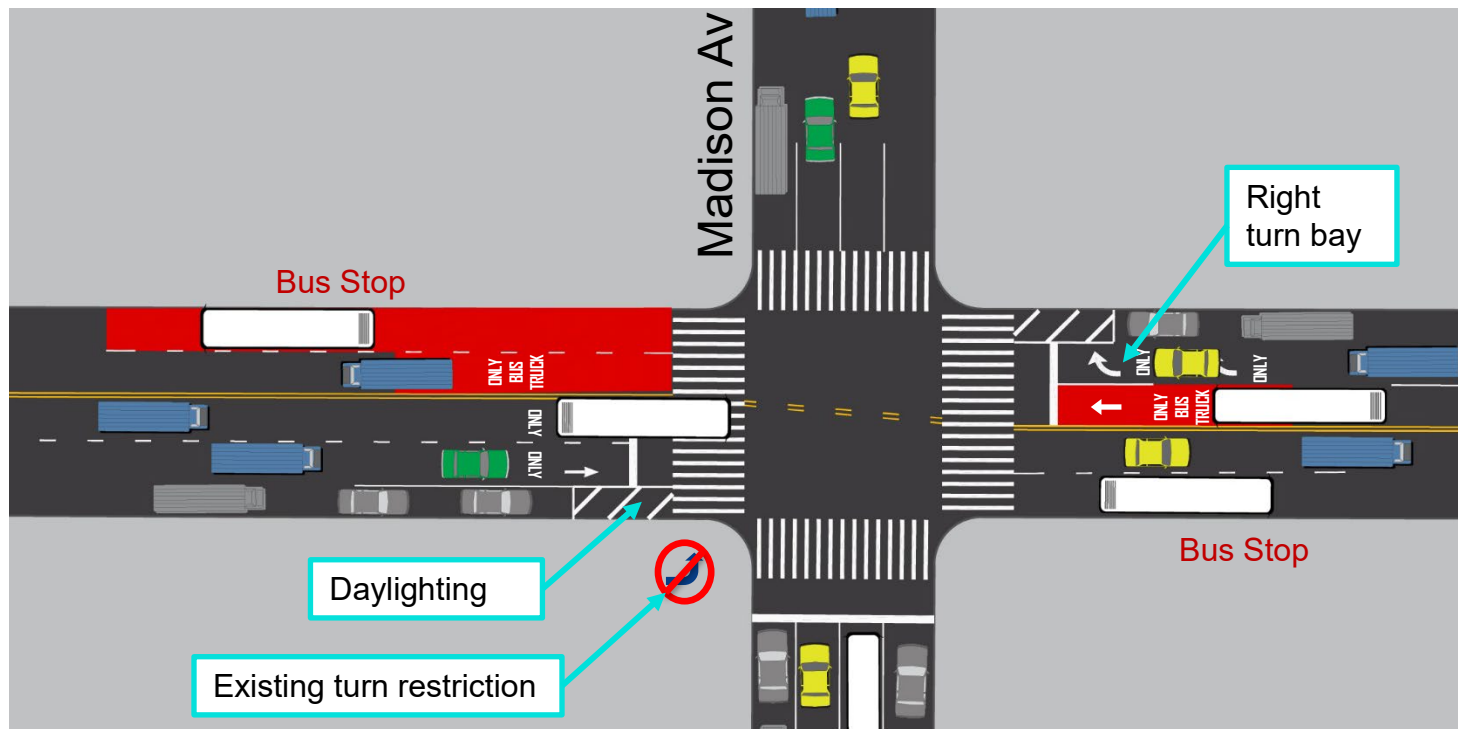 Madison Av
Right
turn bay
Bus Stop
ONLY
BUS
TRUCK
ONLY
ONLY
ONLY
BUS
TRUCK
ONLY
ONLY
Bus Stop
Daylighting
Existing turn restriction